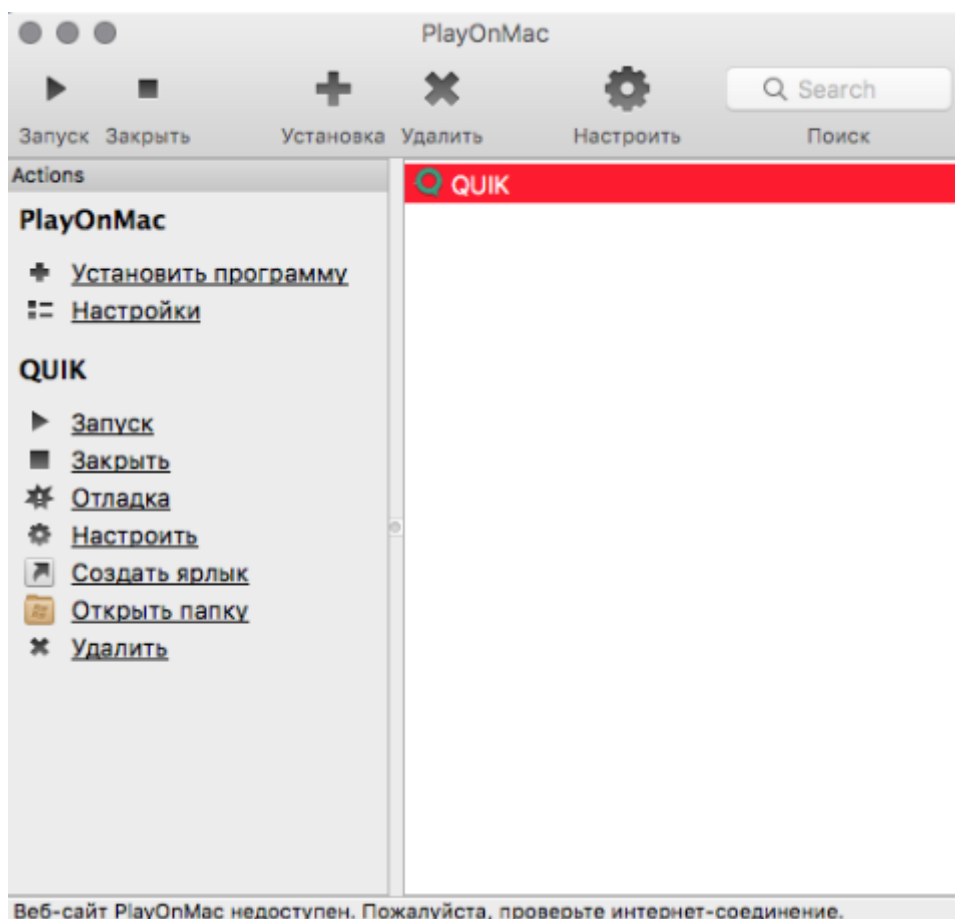 PlayOnMac
Search
Запуск Закрыть Установка Удалить Настроить Поиск
Actions
QUIK
PlayOnMac
Установить программу
Настройки
QUIK
Запуск
Закрыть
Отладка
Настроить
Создать ярлык
Открыть папку
Удалить
Веб-сайт PlayOnMac недоступен. Пожалуйста, проверьте интернет-соединение.